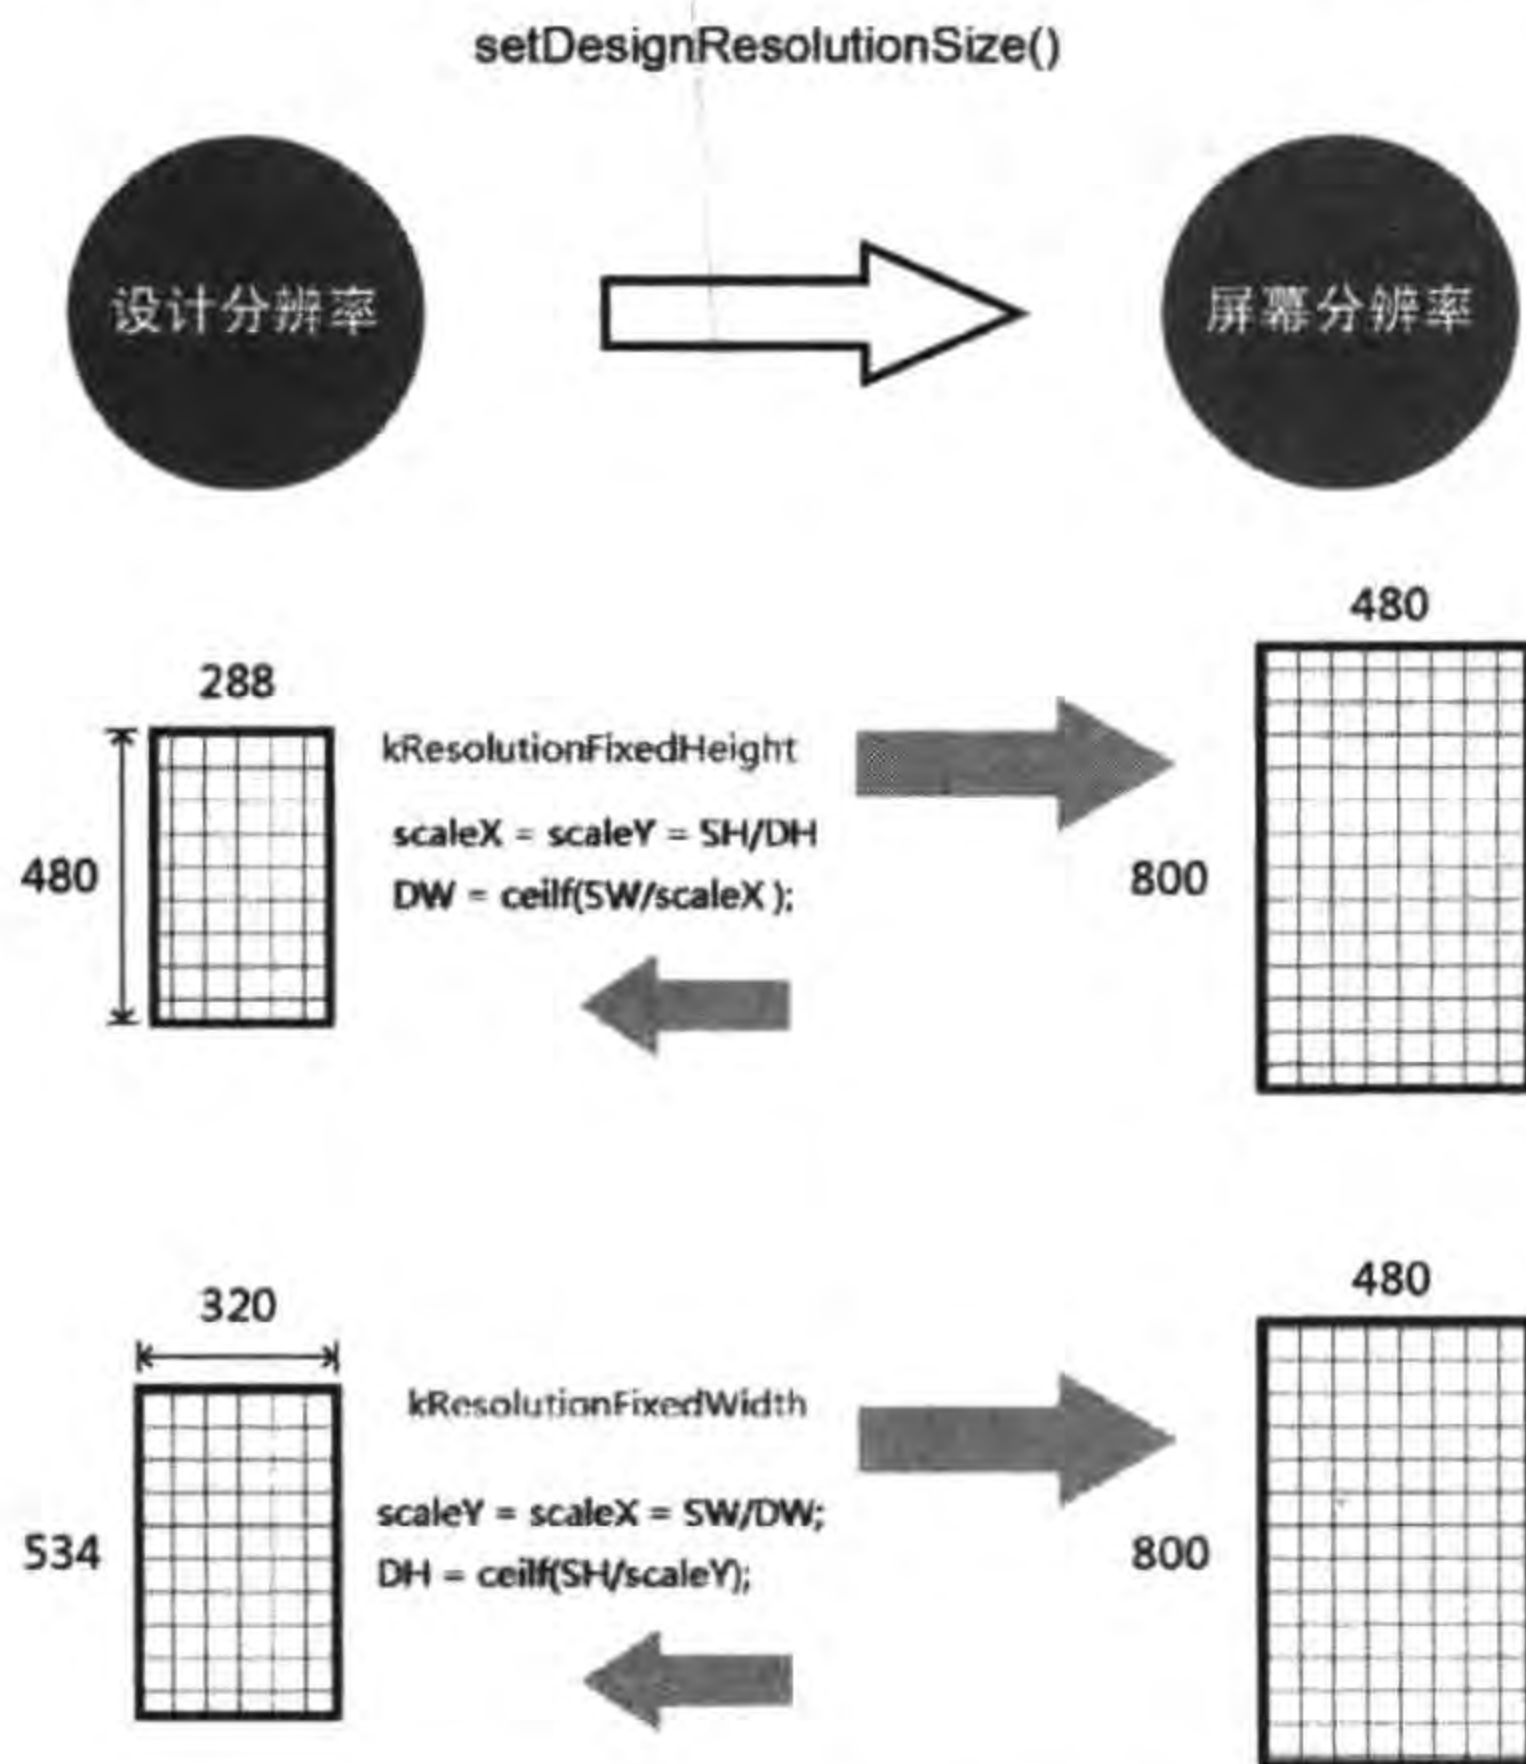 setDesignResolutionSize()
设计分辨率
屏幕分辨率
480
288
kResolutionFixedHeight
scaleX = scaleY = SH/DH
480
800
DW = ceilf(SW/scaleX );
480
320
kResolutionFixedWidth
scaleY = scaleX = SW/DW;
534
800
DH = ceilf(SH/scaleY);